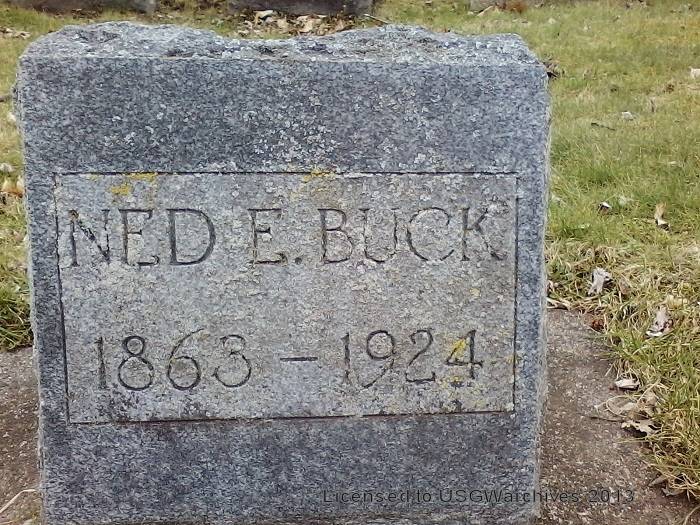 NED E. BUCK
1863 – 1924
Licensed to USGWarchives 2013